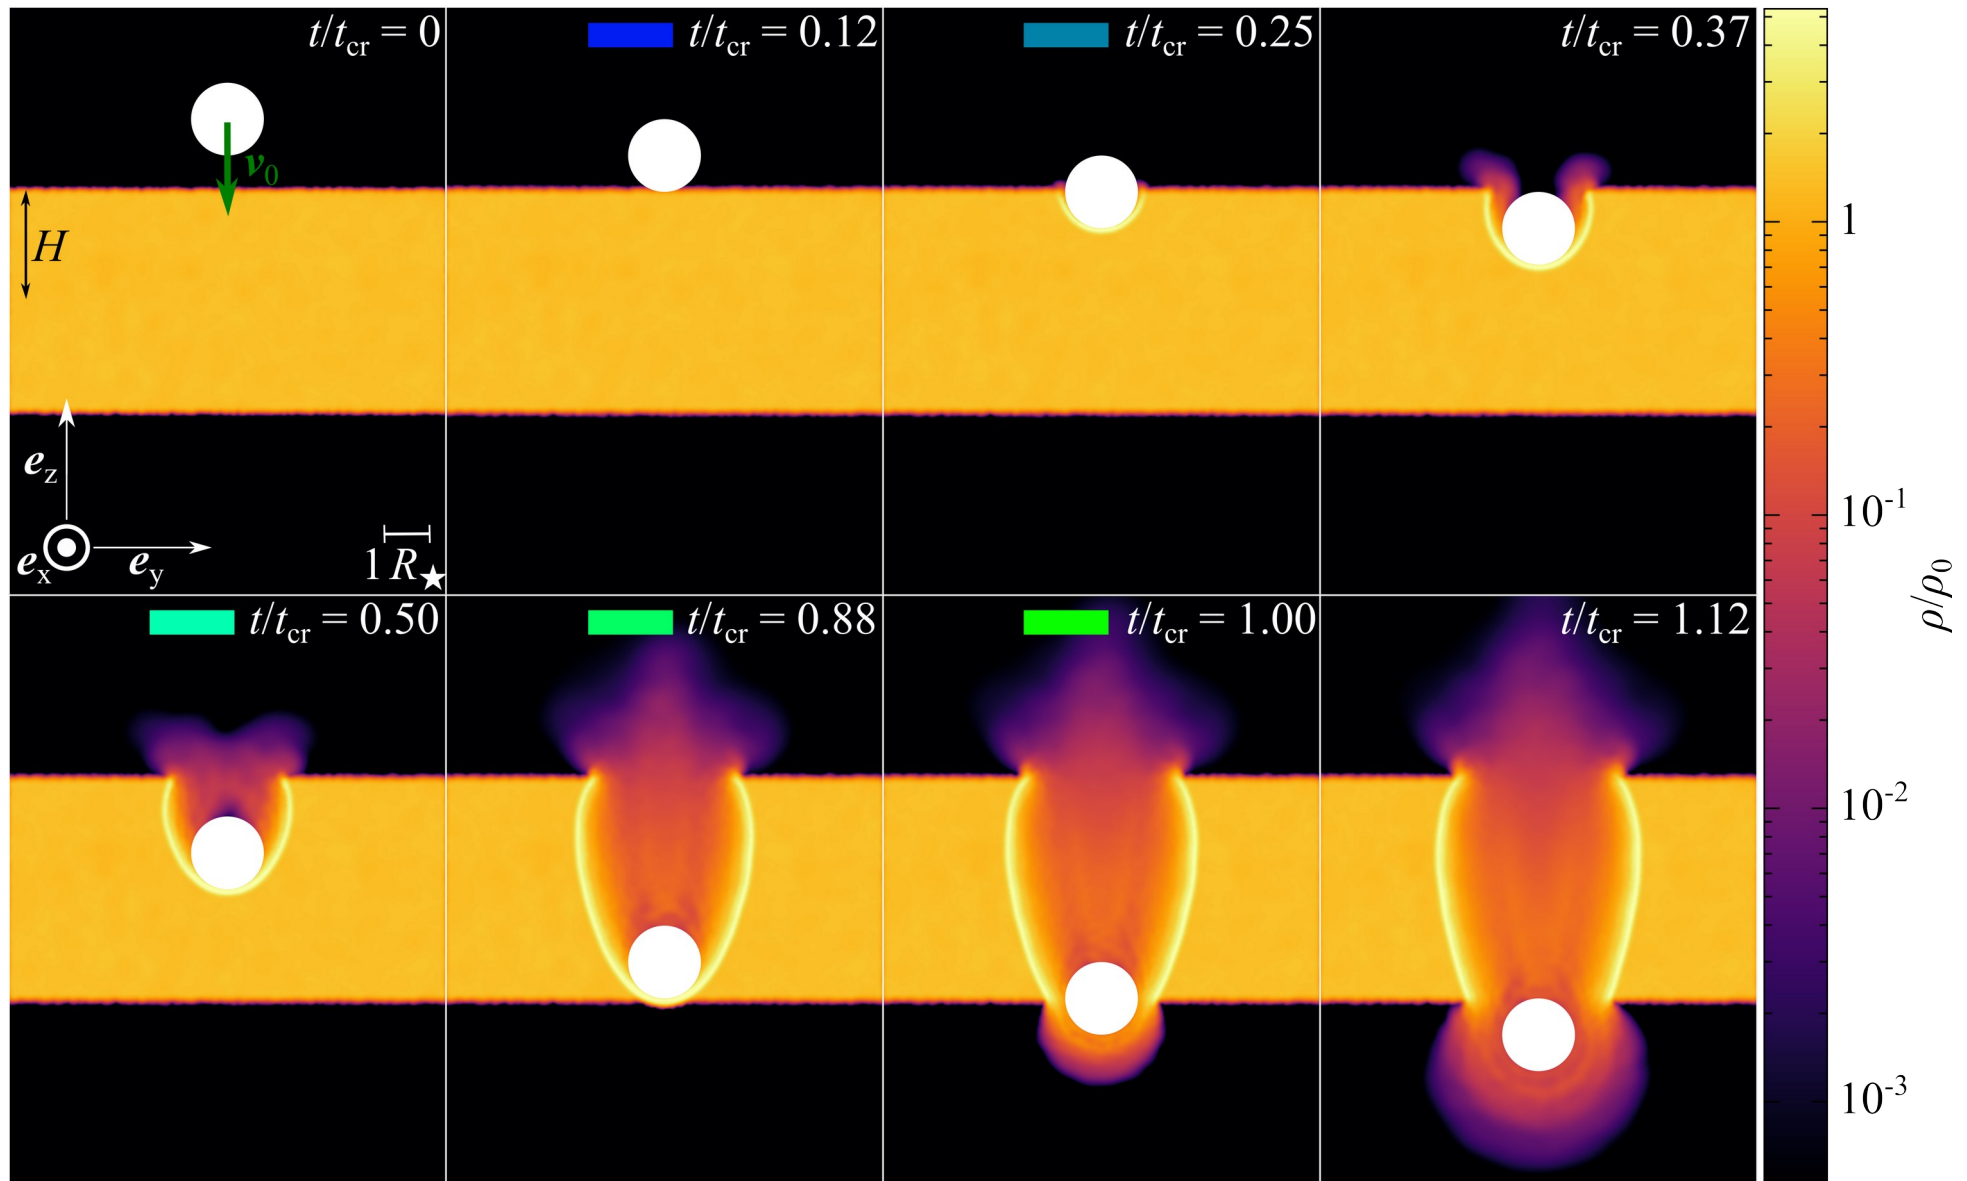 t/tcr = 0
t/tcr = 0.12
t/tcr = 0.25
t/tcr = 0.37
v0
H
ez
ex
ey
1 R★
t/tcr = 0.50
t/tcr = 0.88
t/tcr = 1.00
t/tcr = 1.12
1
10-1
10-2
10-3
ρ/ρ0